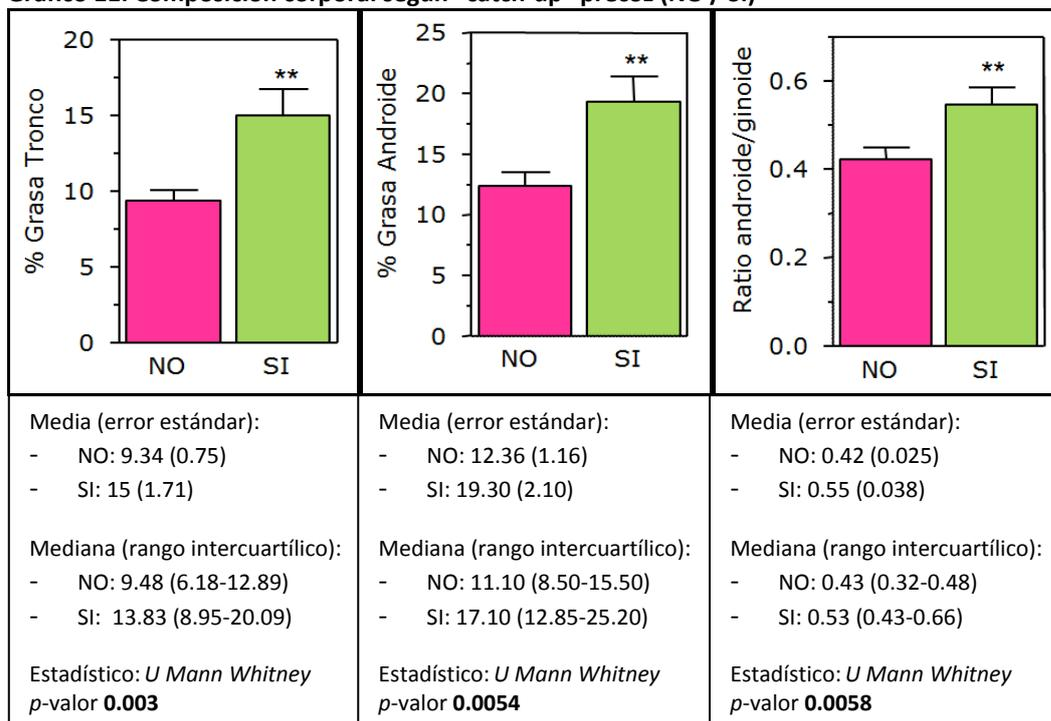 Gráfico : Composición corporal según "catch-up" precoz (NO y SI)
20
15
10
5
0
% Grasa Tronco
**
NO
SI
25
20
15
10
5
0
% Grasa Androide
**
NO
SI
0.6
0.4
0.2
0.0
Ratio androide/ginoide
**
NO
SI
Media (error estándar):
- NO: 9.34 (0.75)
- SI: 15 (1.71)
Mediana (rango intercuartílico):
- NO: 9.48 (6.18-12.89)
- SI: 13.83 (8.95-20.09)
Estadístico: U Mann Whitney
p-valor 0.003
Media (error estándar):
- NO: 12.36 (1.16)
- SI: 19.30 (2.10)
Mediana (rango intercuartílico):
- NO: 11.10 (8.50-15.50)
- SI: 17.10 (12.85-25.20)
Estadístico: U Mann Whitney
p-valor 0.0054
Media (error estándar):
- NO: 0.42 (0.025)
- SI: 0.55 (0.038)
Mediana (rango intercuartílico):
- NO: 0.43 (0.32-0.48)
- SI: 0.53 (0.43-0.66)
Estadístico: U Mann Whitney
p-valor 0.0058